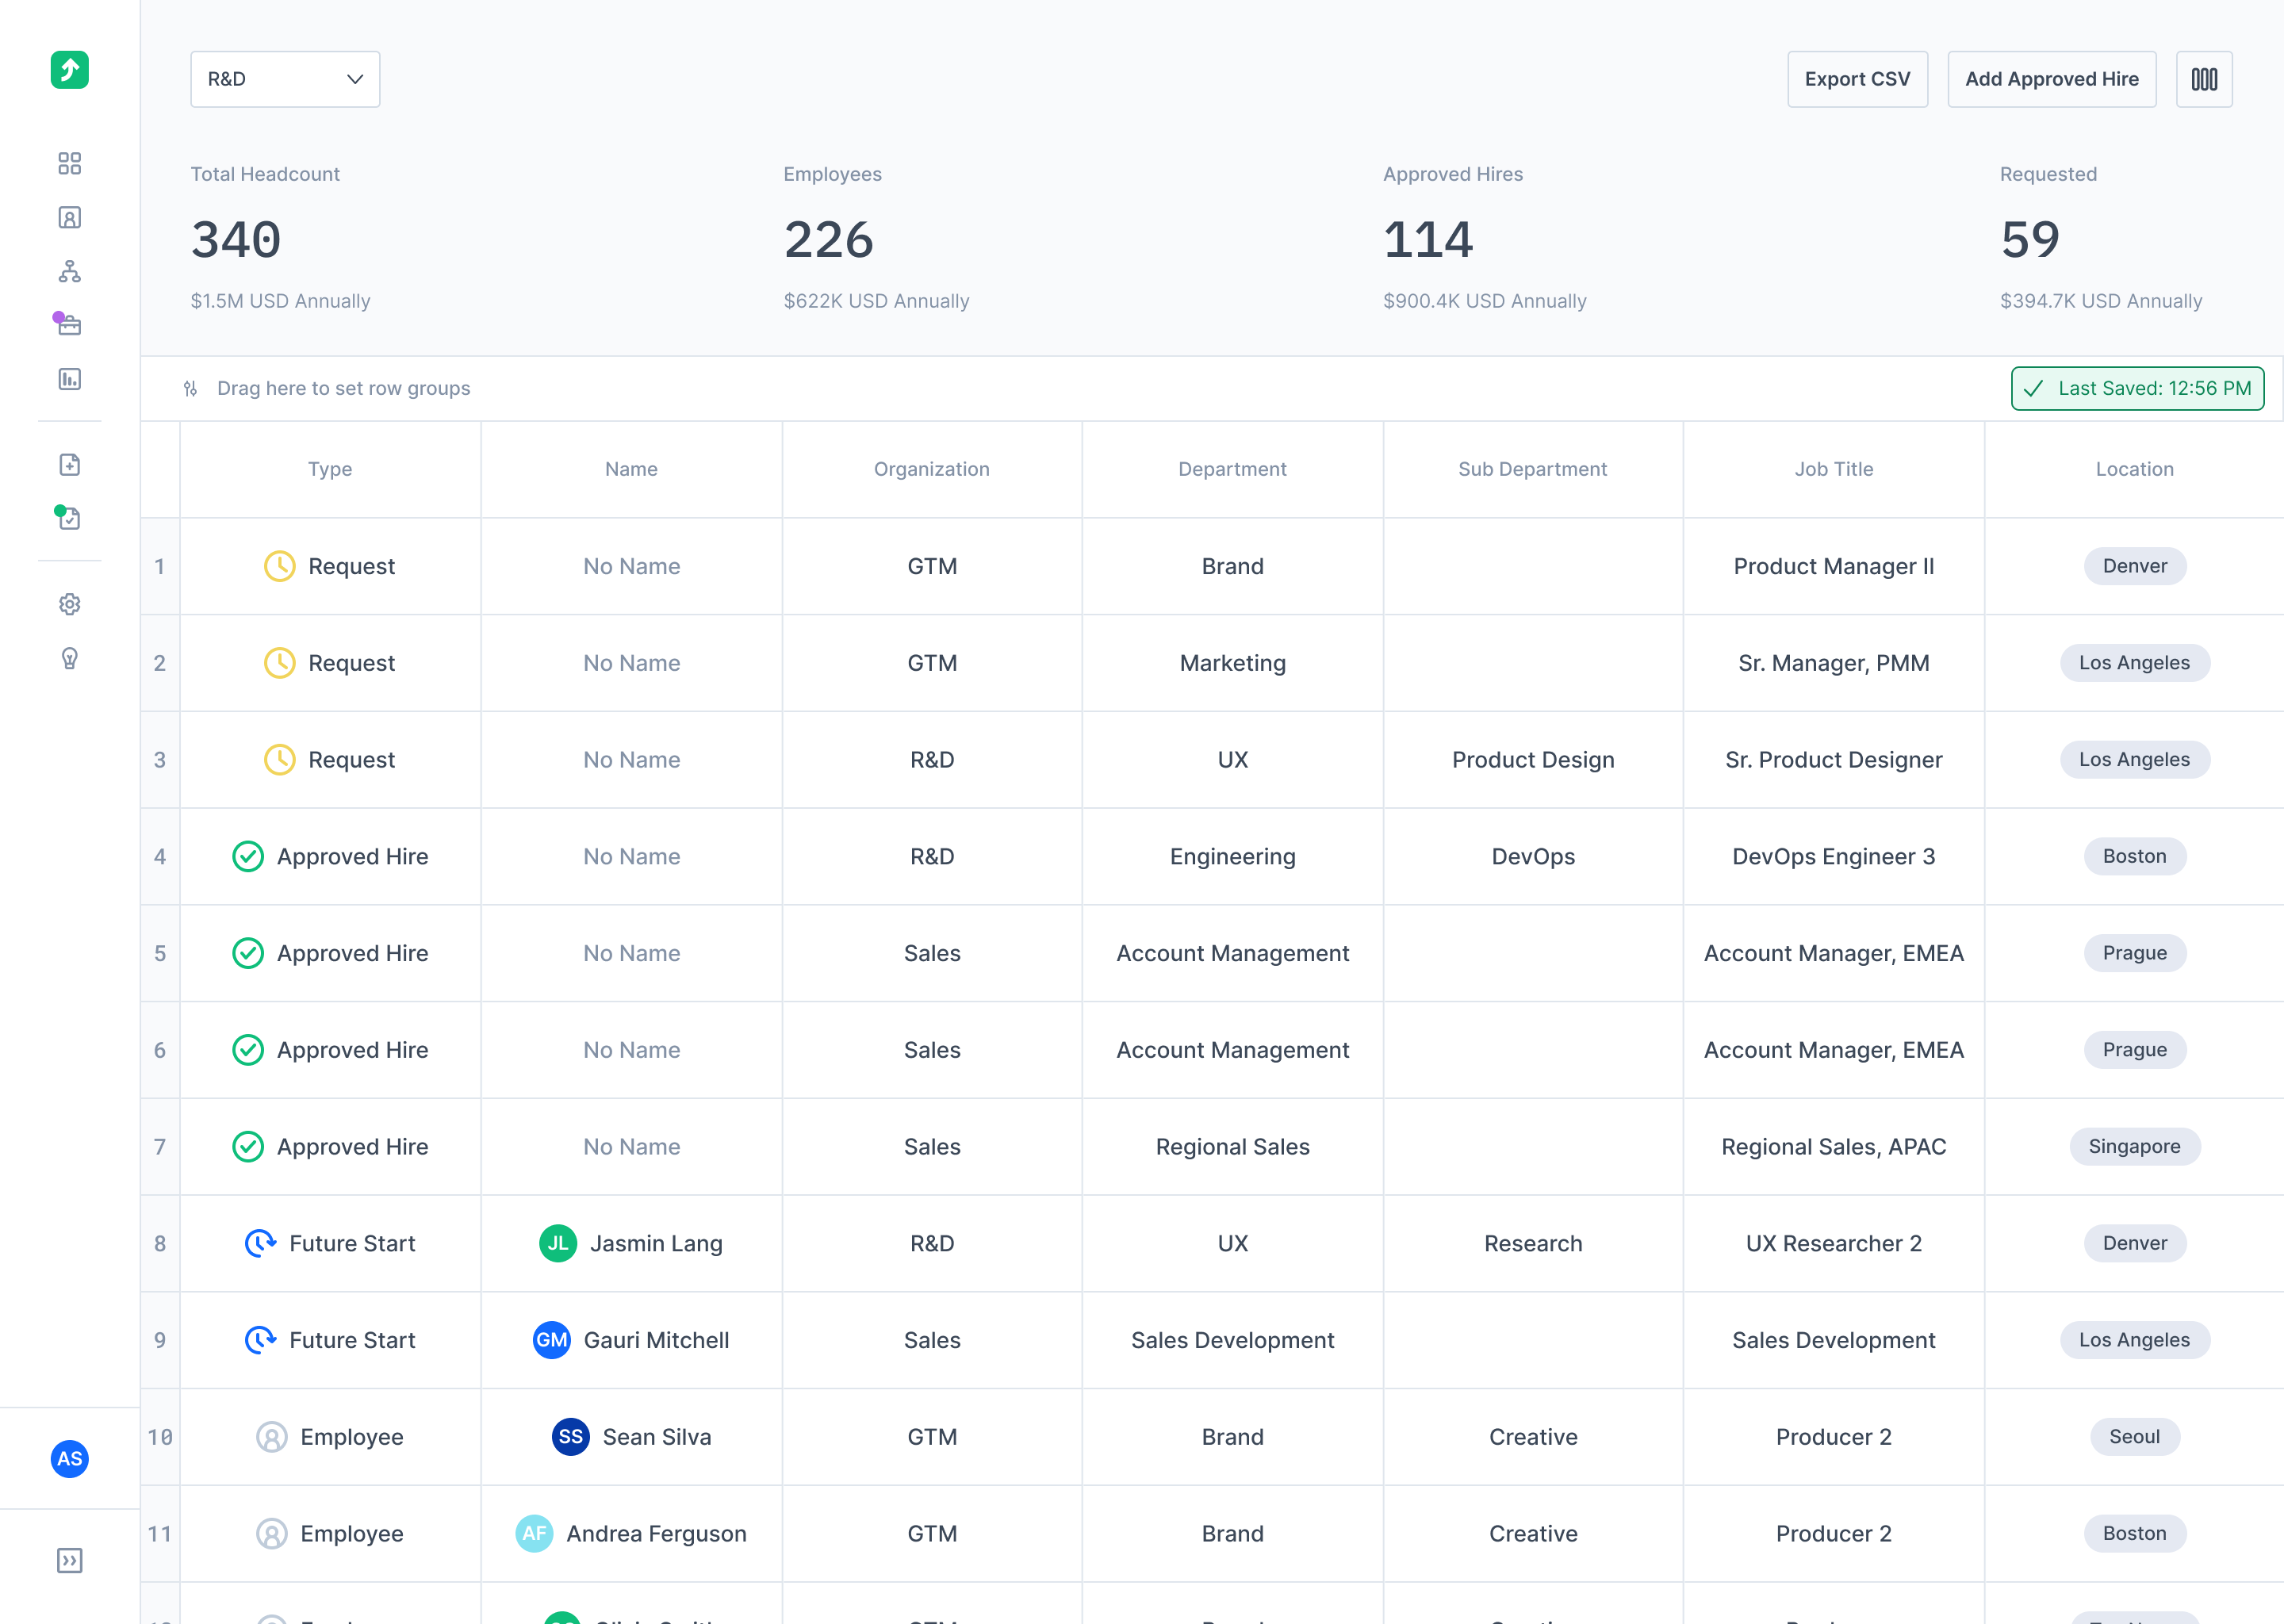 R&D
Export CSV
Add Approved Hire
Total Headcount Employees Approved Hires Requested
340 226 114 59
$1.5M USD Annually $622K USD Annually $900.4K USD Annually $394.7K USD Annually
Drag here to set row groups
Last Saved: 12:56 PM
Type Name Organization Department Sub Department Job Title Location
1 Request No Name GTM Brand Product Manager II Denver
2 Request No Name GTM Marketing Sr. Manager, PMM Los Angeles
3 Request No Name R&D UX Product Design Sr. Product Designer Los Angeles
4 Approved Hire No Name R&D Engineering DevOps DevOps Engineer 3 Boston
5 Approved Hire No Name Sales Account Management Account Manager, EMEA Prague
6 Approved Hire No Name Sales Account Management Account Manager, EMEA Prague
7 Approved Hire No Name Sales Regional Sales Regional Sales, APAC Singapore
8 Future Start JL Jasmin Lang R&D UX Research UX Researcher 2 Denver
9 Future Start GM Gauri Mitchell Sales Sales Development Sales Development Los Angeles
10 Employee SS Sean Silva GTM Brand Creative Producer 2 Seoul
AS
11 Employee AF Andrea Ferguson GTM Brand Creative Producer 2 Boston